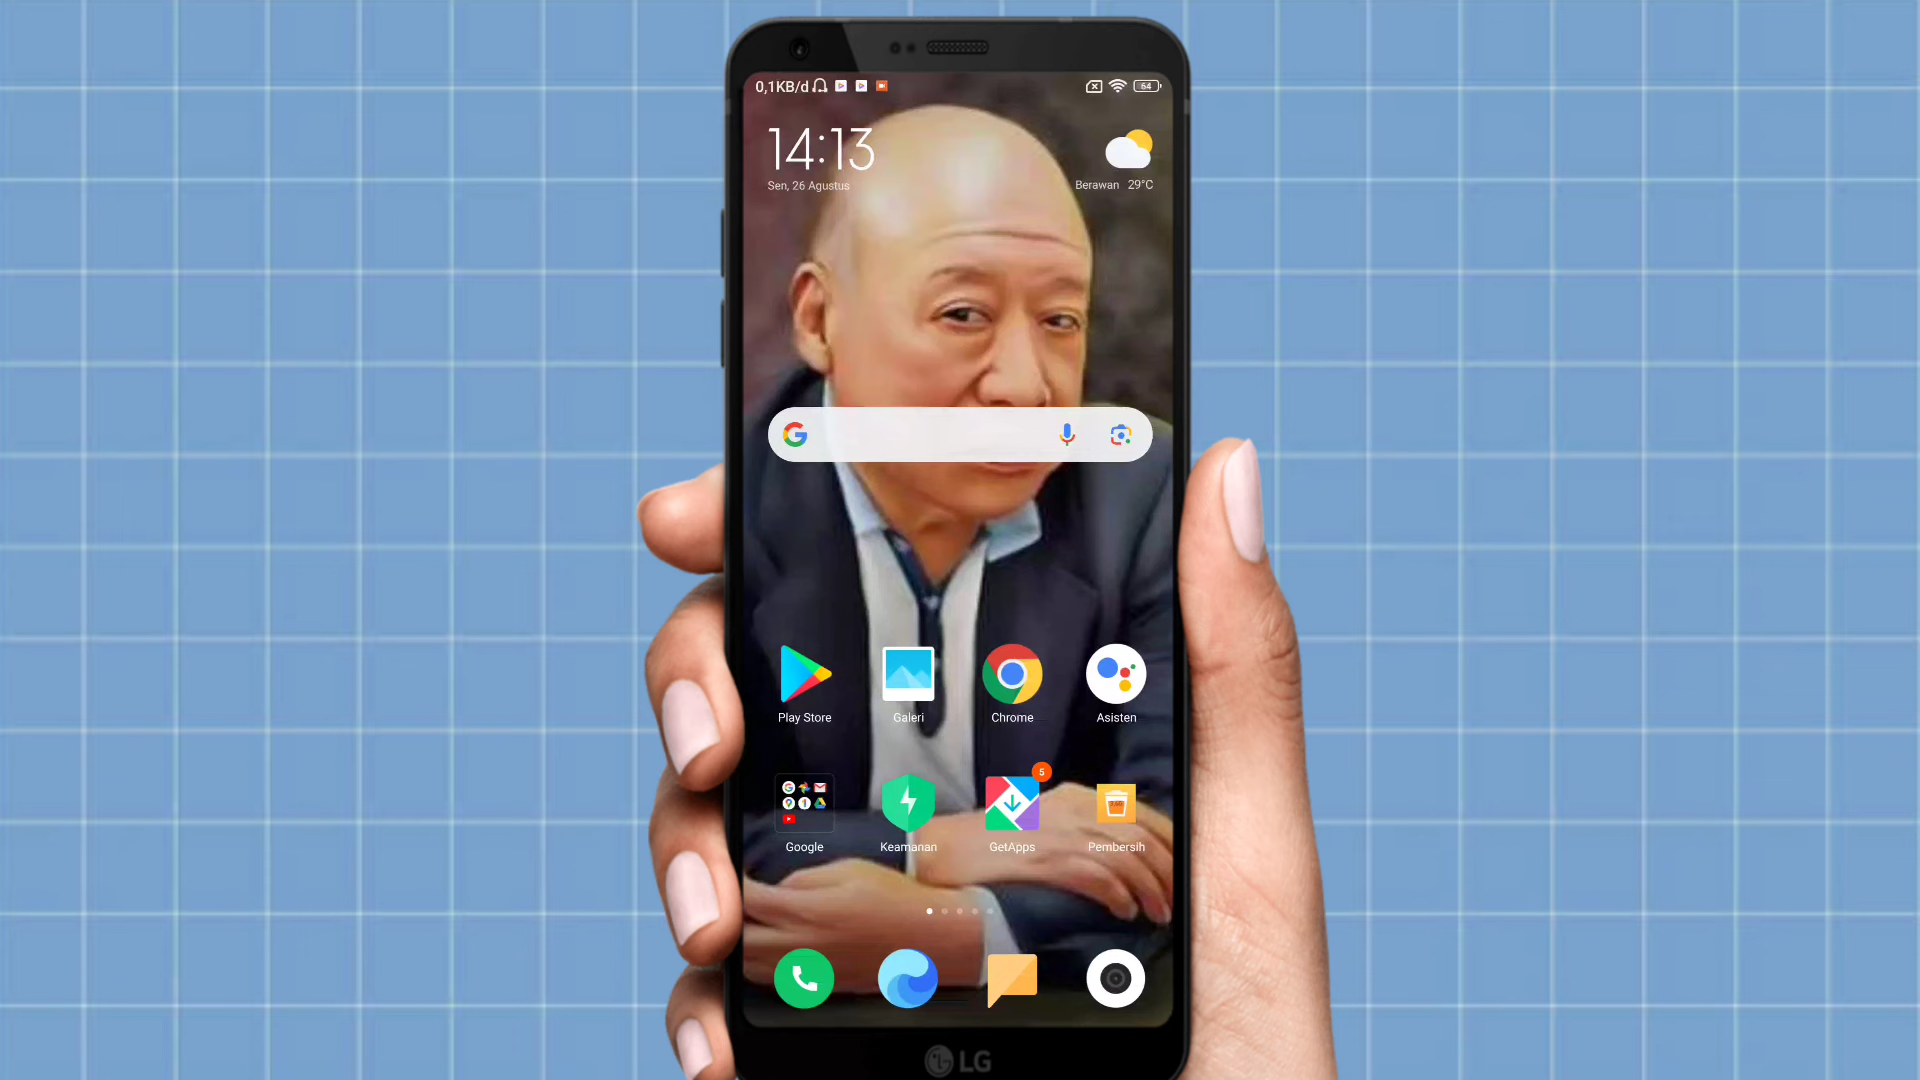 0,1KB/d
64
14:13
Sen, 26 Agustus
Berawan 29°C
Play Store
Galeri
Chrome
Asisten
5
Google
Keamanan
GetApps
Pembersih
LG